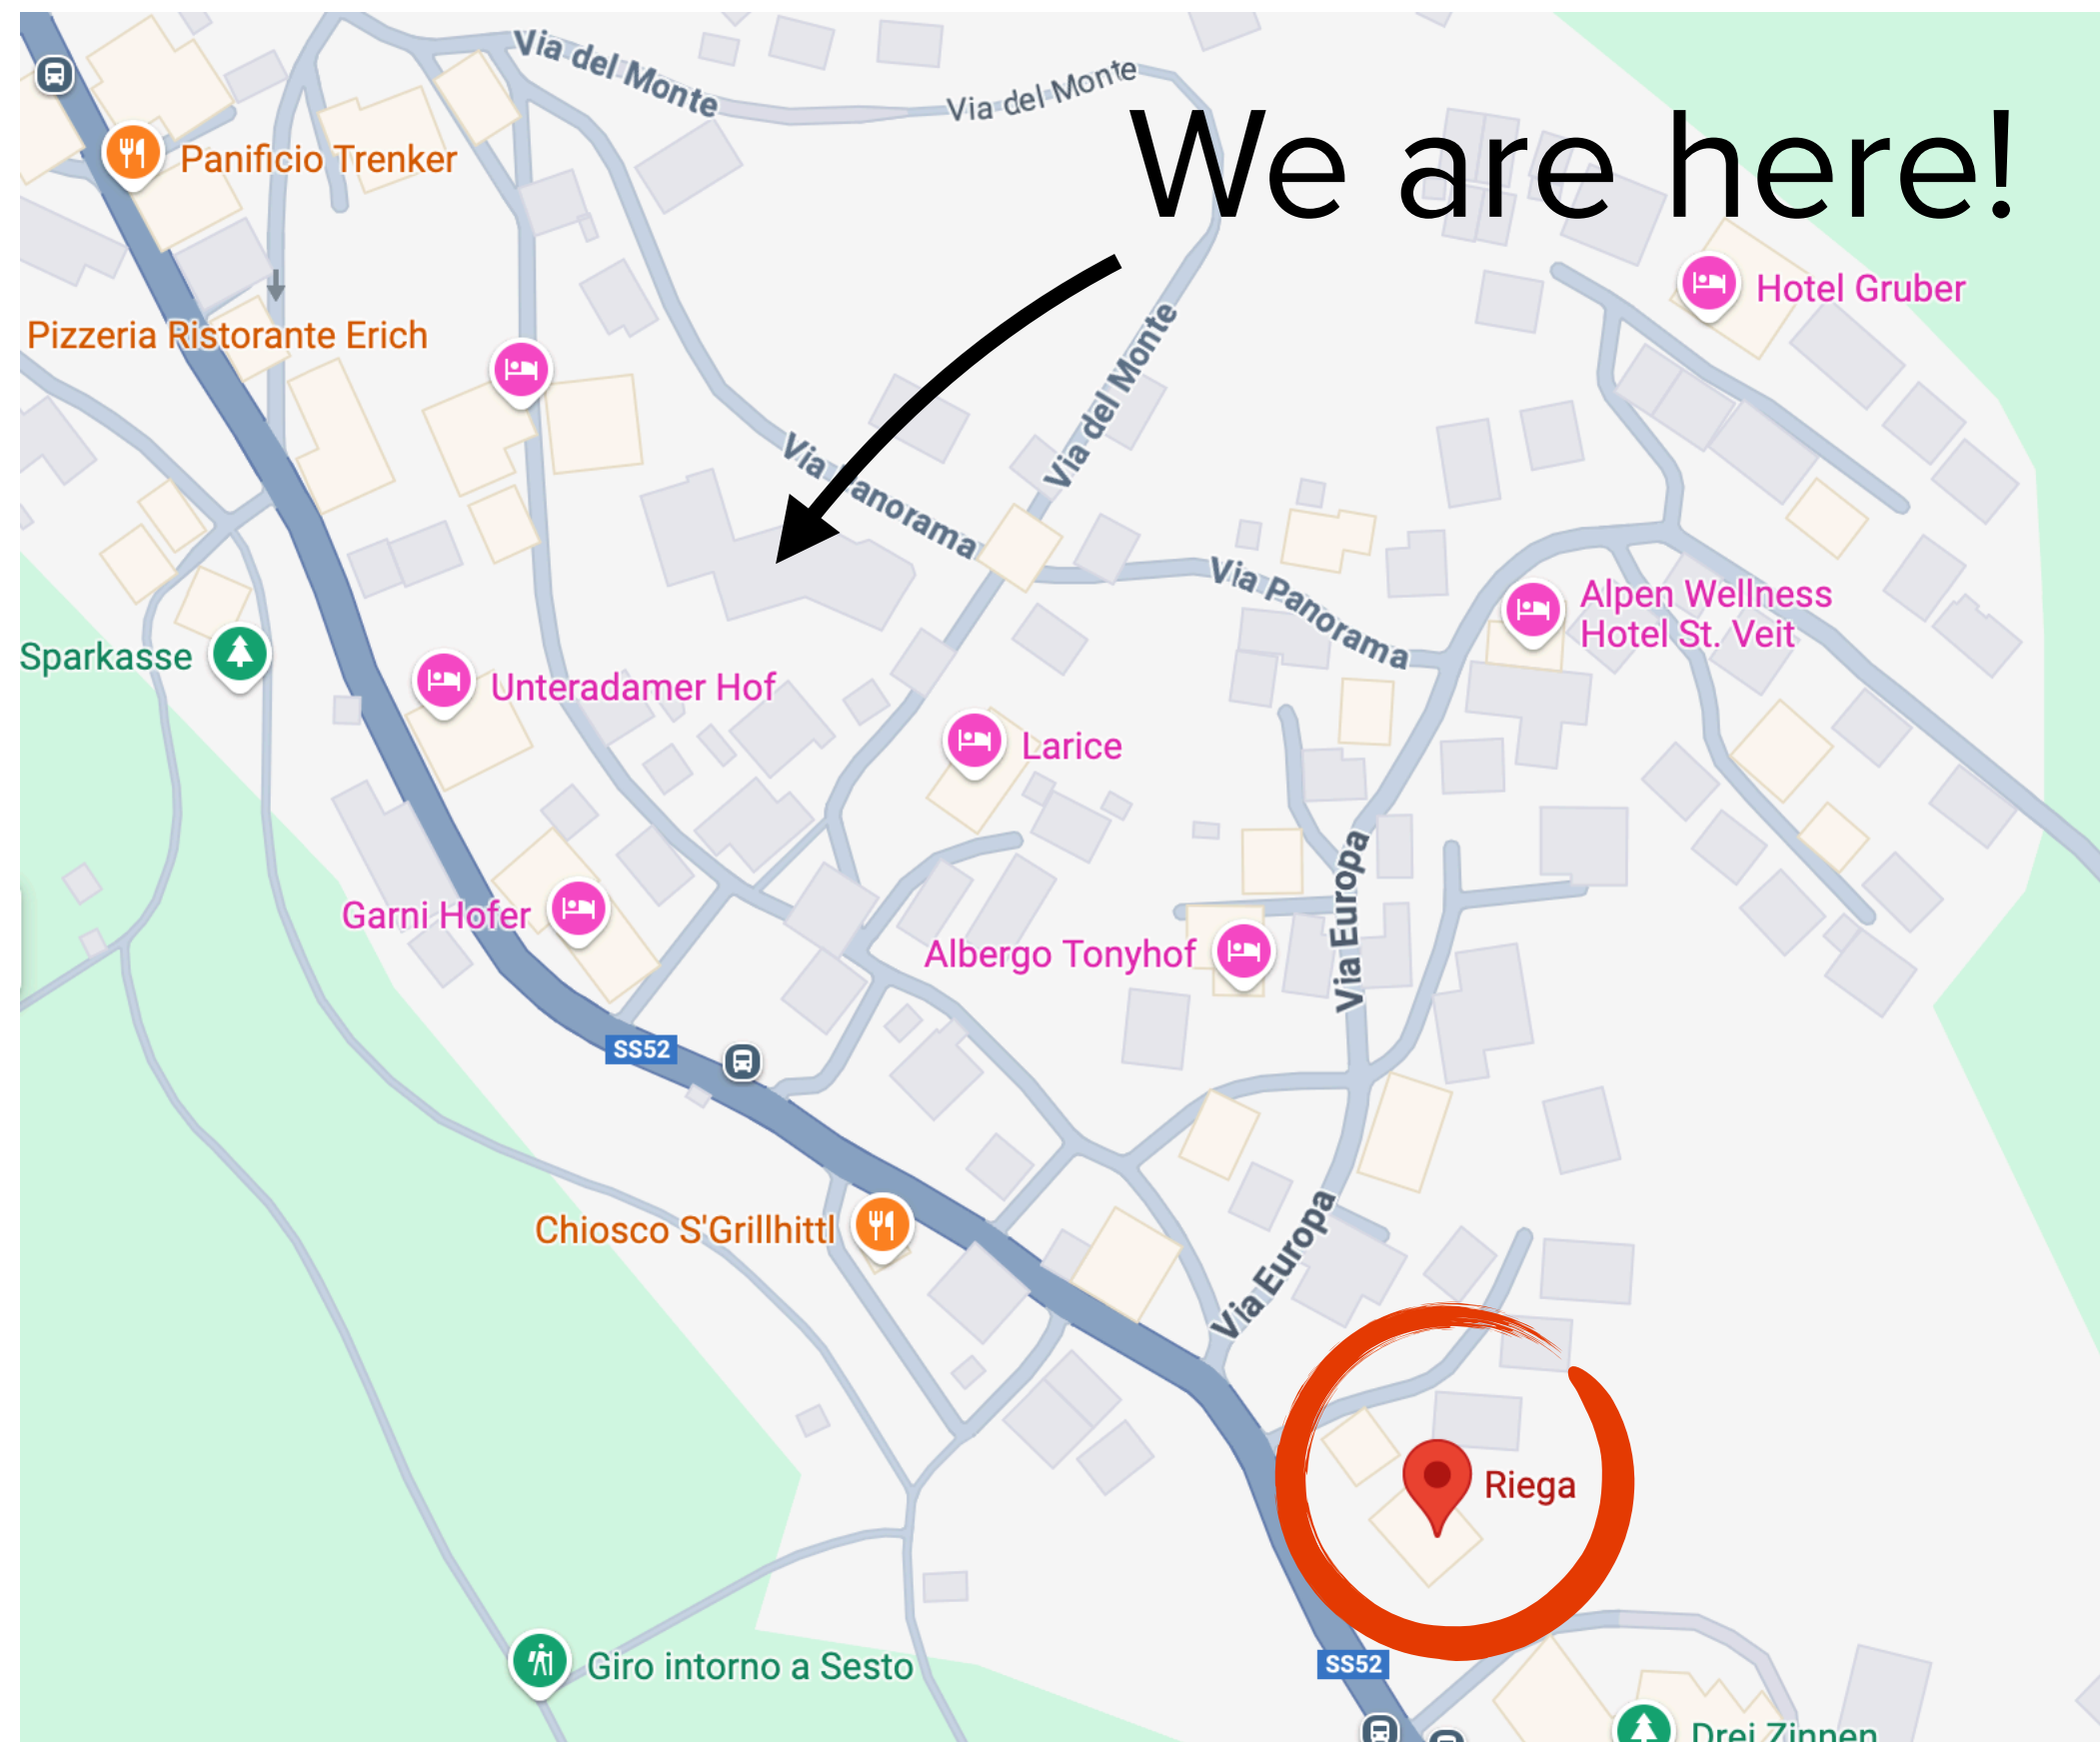 Via del Monte
Via del Monte
We are here!
Panificio Trenker
Hotel Gruber
Pizzeria Ristorante Erich
Via del Monte
Via Panorama
Via Panorama
Alpen Wellness
Hotel St. Veit
Sparkasse
Unteradamer Hof
Larice
Via Europa
Garni Hofer
Albergo Tonyhof
SS52
Chiosco S'Grillhittl
Via Europa
Riega
Giro intorno a Sesto
SS52
Drei Zinnen